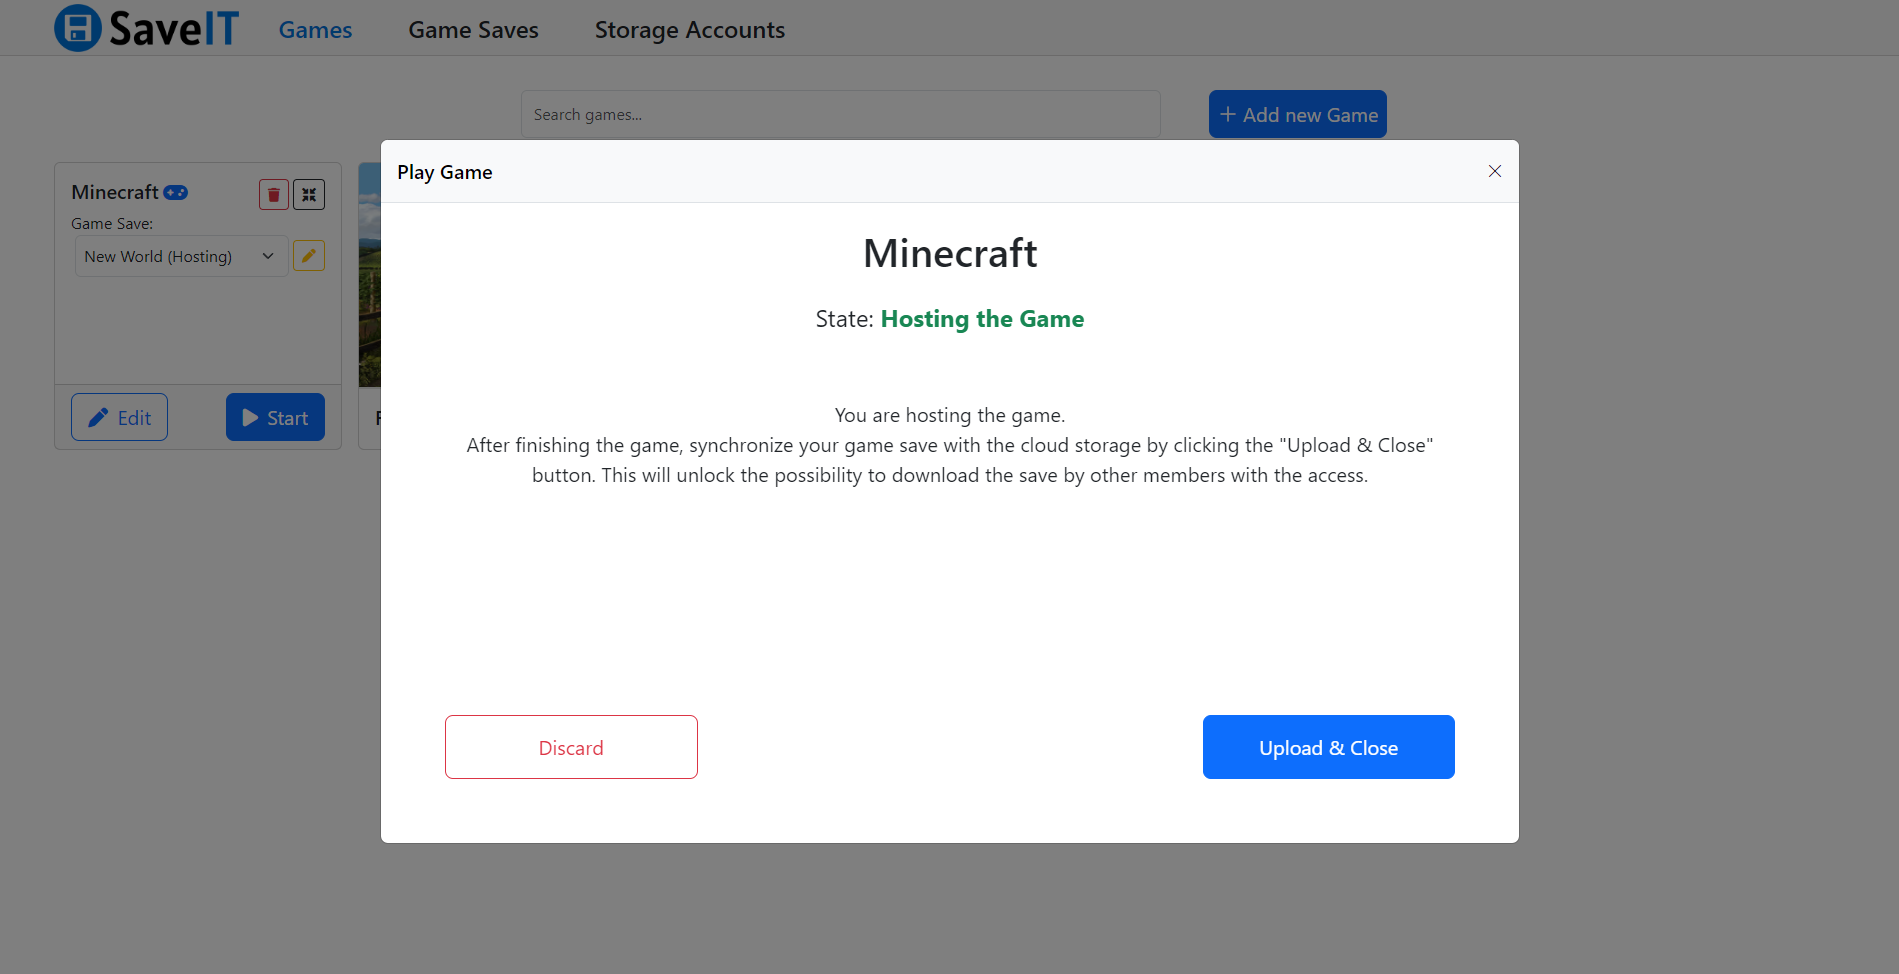 SaveIT
Games
Game Saves
Storage Accounts
Search games...
+ Add new Game
Minecraft
Game Save:
New World (Hosting)
Edit
Start
Play Game
Minecraft
State: Hosting the Game
You are hosting the game.
After finishing the game, synchronize your game save with the cloud storage by clicking the "Upload & Close"
button. This will unlock the possibility to download the save by other members with the access.
Discard
Upload & Close